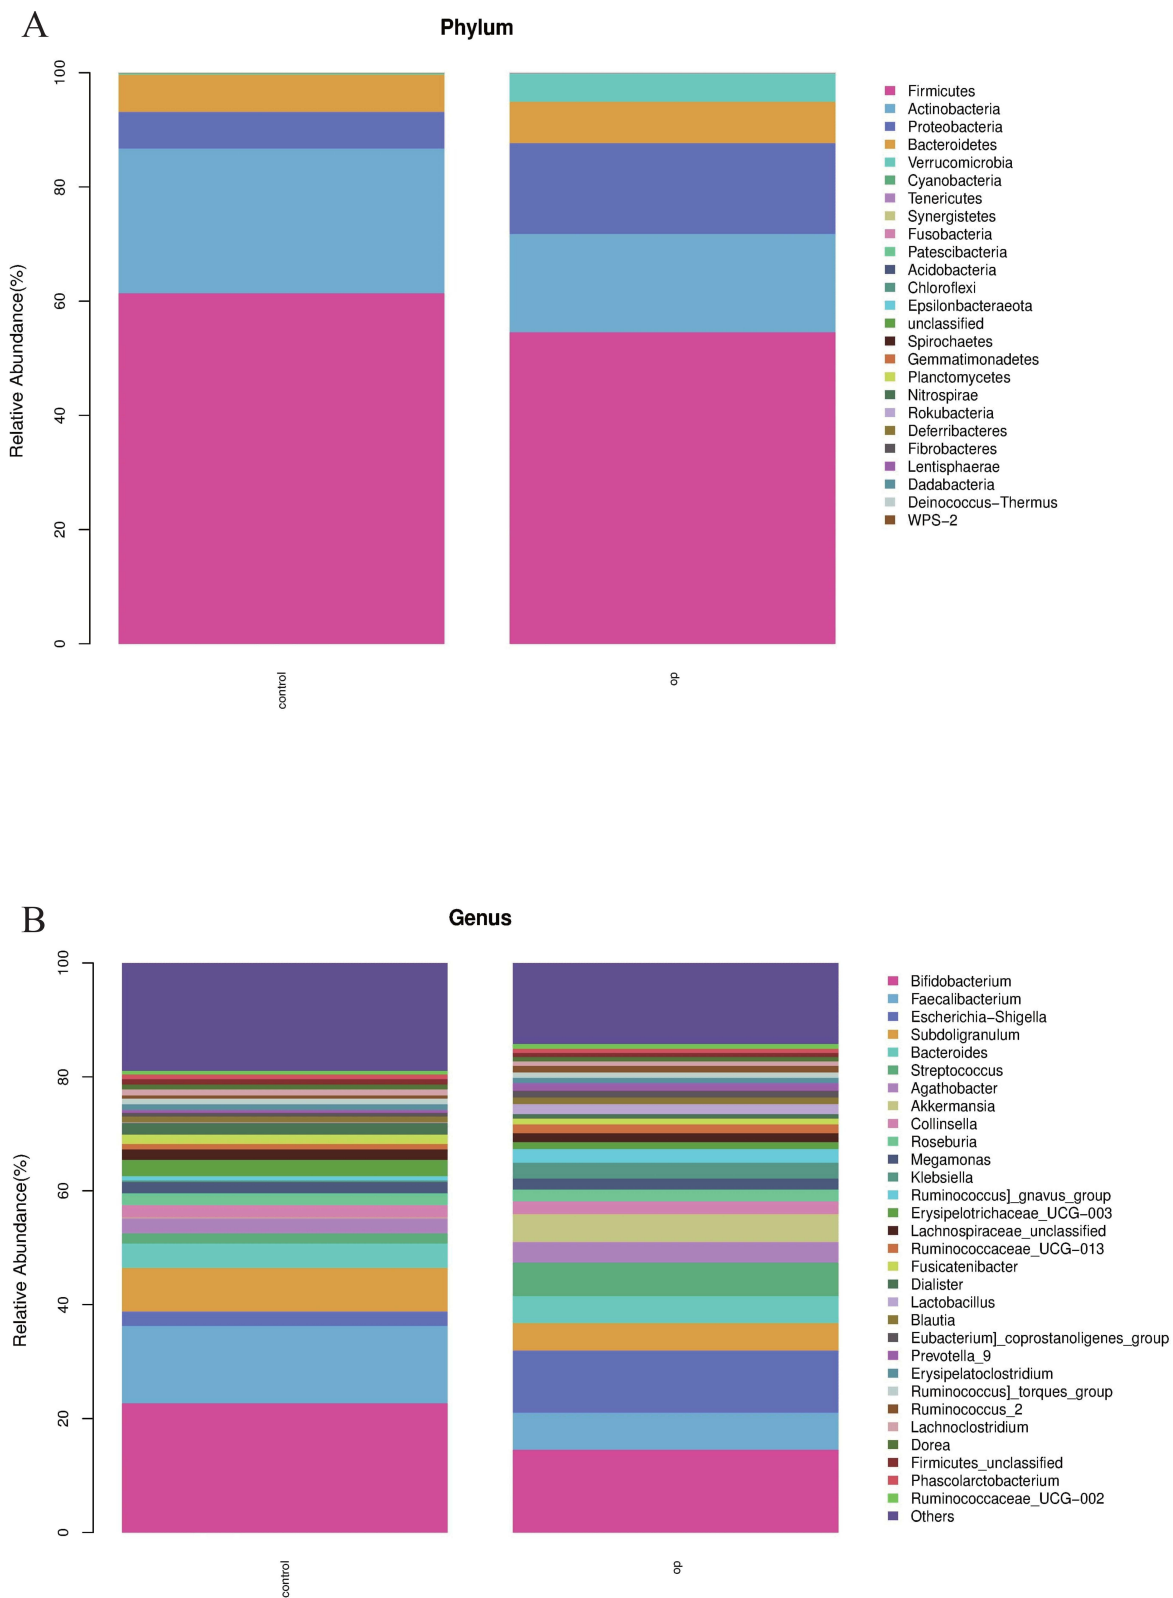 A
Phylum
Relative Abundance(%)
100
80
60
40
20
0
control
op
Firmicutes
Actinobacteria
Proteobacteria
Bacteroidetes
Verrucomicrobia
Cyanobacteria
Tenericutes
Synergistetes
Fusobacteria
Patescibacteria
Acidobacteria
Chloroflexi
Epsilonbacteraeota
unclassified
Spirochaetes
Gemmatimonadetes
Planctomycetes
Nitrospirae
Rokubacteria
Deferribacteres
Fibrobacteres
Lentisphaerae
Dadabacteria
Deinococcus−Thermus
WPS−2
B
Genus
Relative Abundance(%)
100
80
60
40
20
0
control
op
Bifidobacterium
Faecalibacterium
Escherichia−Shigella
Subdoligranulum
Bacteroides
Streptococcus
Agathobacter
Akkermansia
Collinsella
Roseburia
Megamonas
Klebsiella
Ruminococcus]_gnavus_group
Erysipelotrichaceae_UCG−003
Lachnospiraceae_unclassified
Ruminococcaceae_UCG−013
Fusicatenibacter
Dialister
Lactobacillus
Blautia
Eubacterium]_coprostanoligenes_group
Prevotella_9
Erysipelatoclostridium
Ruminococcus]_torques_group
Ruminococcus_2
Lachnoclostridium
Dorea
Firmicutes_unclassified
Phascolarctobacterium
Ruminococcaceae_UCG−002
Others